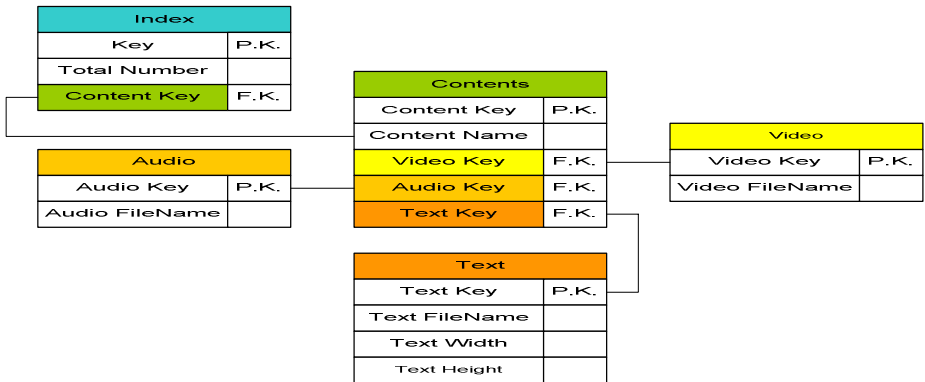 Index
Key P.K.
Total Number
Content Key F.K.
Contents
Content Key P.K.
Content Name
Video Key F.K.
Audio Key F.K.
Text Key F.K.
Video
Video Key P.K.
Video FileName
Audio
Audio Key P.K.
Audio FileName
Text
Text Key P.K.
Text FileName
Text Width
Text Height